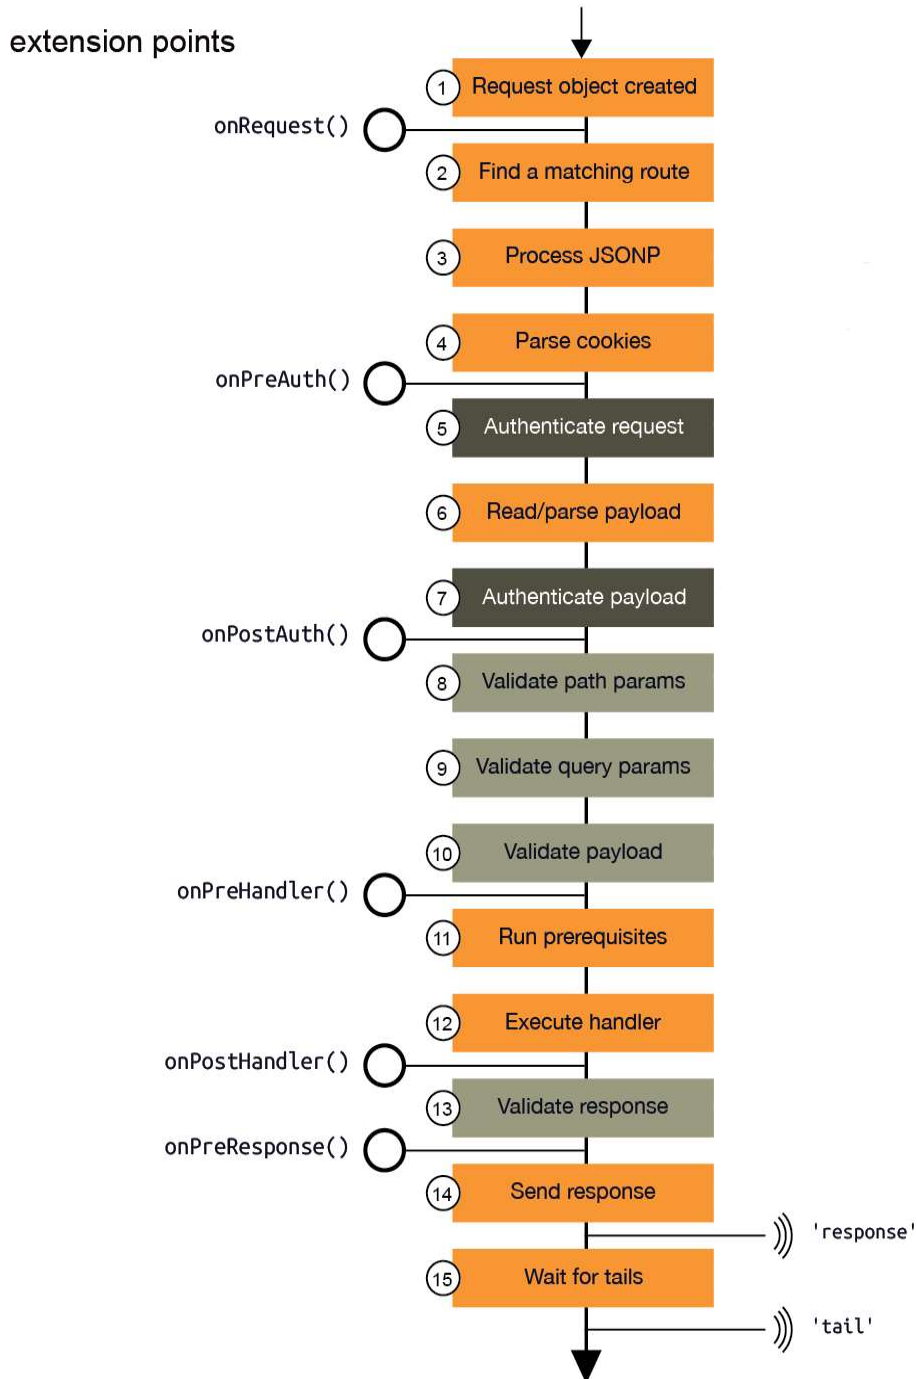 extension points
1 Request object created
onRequest()
2 Find a matching route
3 Process JSONP
4 Parse cookies
onPreAuth()
5 Authenticate request
6 Read/parse payload
7 Authenticate payload
onPostAuth()
8 Validate path params
9 Validate query params
10 Validate payload
onPreHandler()
11 Run prerequisites
12 Execute handler
onPostHandler()
13 Validate response
onPreResponse()
14 Send response
'response'
15 Wait for tails
'tail'